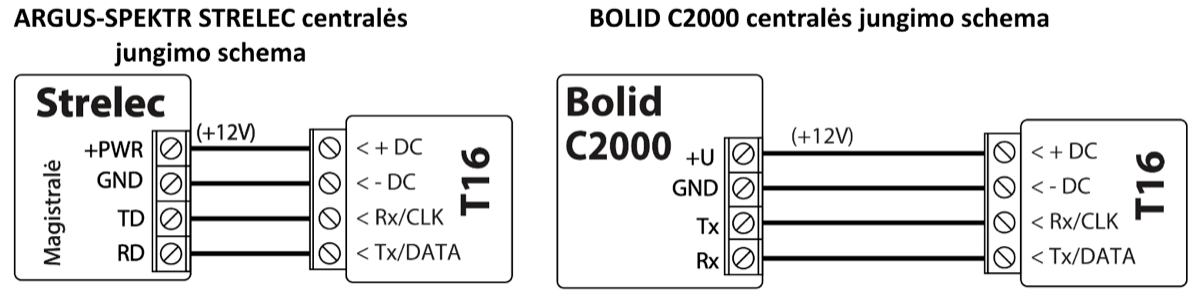 ARGUS-SPEKTR STRELEC centralės
jungimo schema
Strelec
Magistralė
+PWR
GND
TD
RD
(+12V)
< + DC
< - DC
< Rx/CLK
< Tx/DATA
T16
BOLID C2000 centralės jungimo schema
Bolid
C2000
+U
GND
Tx
Rx
(+12V)
< + DC
< - DC
< Rx/CLK
< Tx/DATA
T16